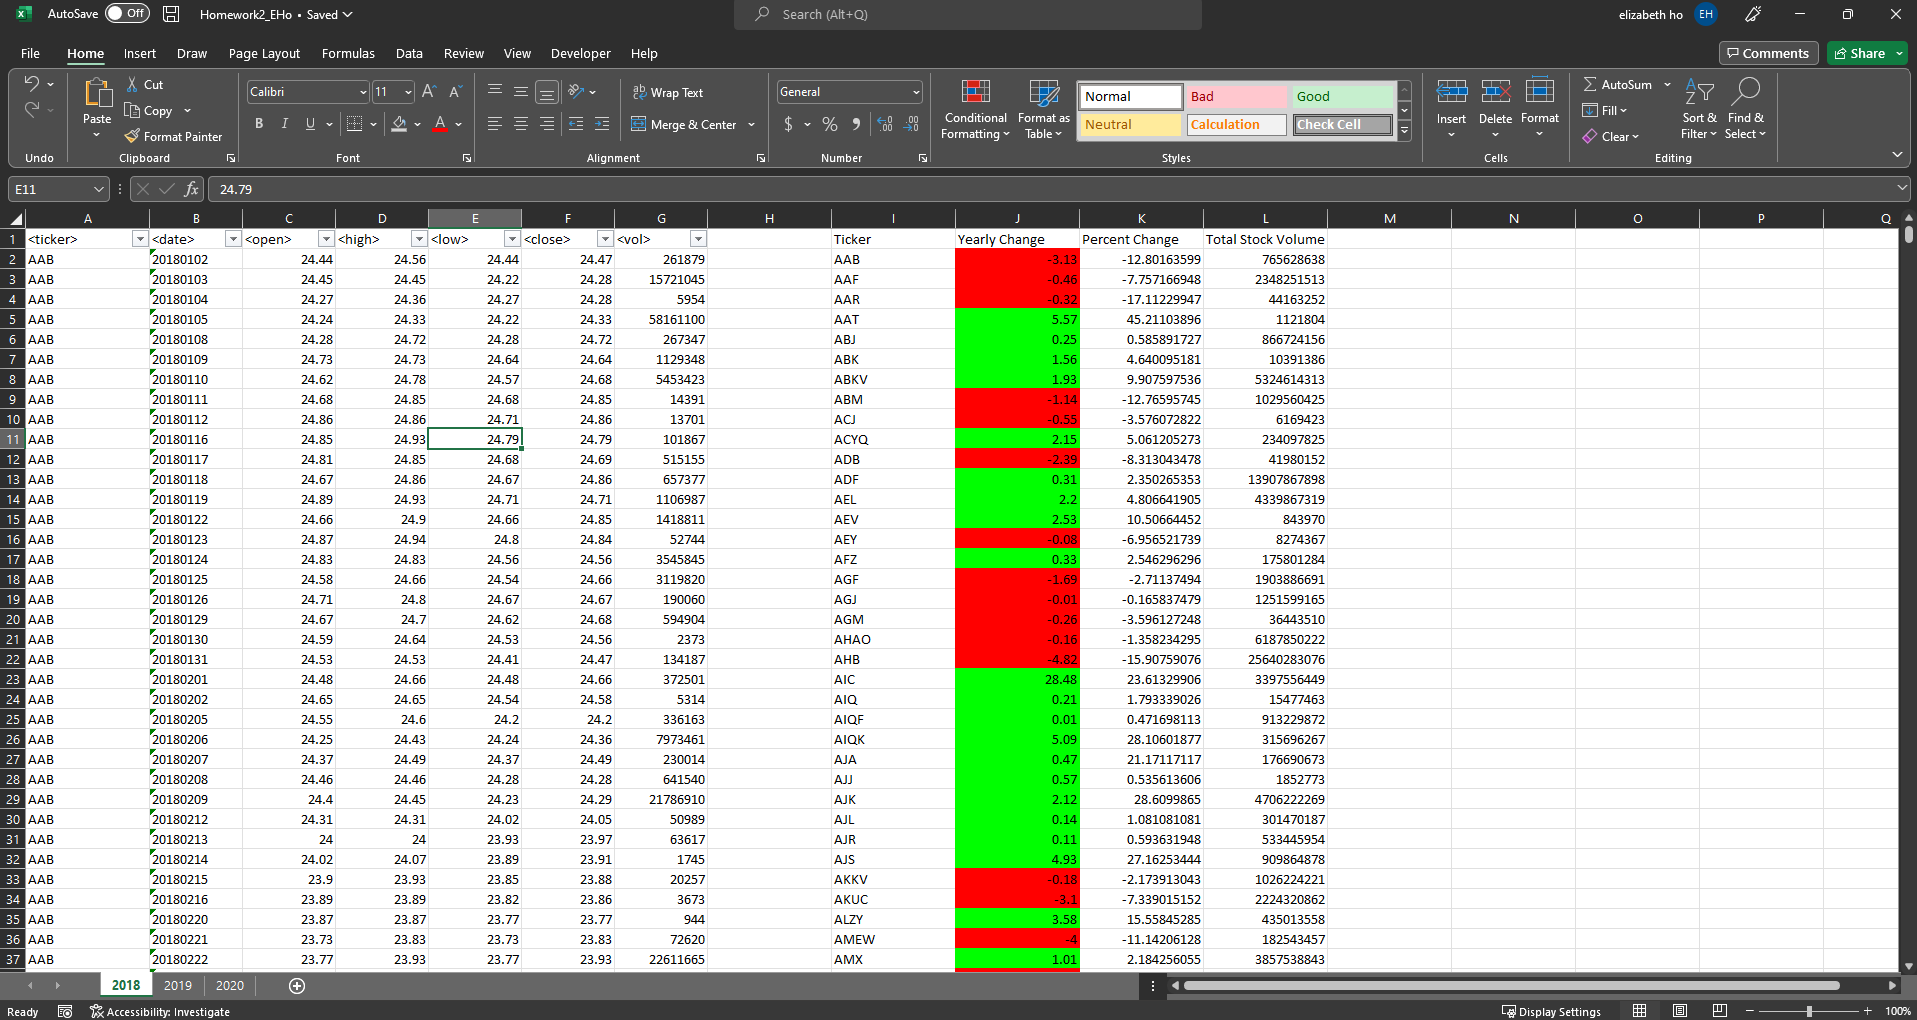 AutoSave Off Homework2_EHo • Saved Search (Alt+Q) elizabeth ho EH
File Home Insert Draw Page Layout Formulas Data Review View Developer Help Comments Share
Cut Calibri 11 Wrap Text General Normal Bad Good AutoSum
Paste Copy Conditional Formatting Format as Table Insert Delete Format Fill Sort & Filter Find & Select
Format Painter B I U A Merge & Center $ % Neutral Calculation Check Cell Clear
Undo Clipboard Font Alignment Number Styles Cells Editing
E11 fx 24.79
A B C D E F G H I J K L M N O P Q
1 <ticker> <date> <open> <high> <low> <close> <vol> Ticker Yearly Change Percent Change Total Stock Volume
2 AAB 20180102 24.44 24.56 24.44 24.47 261879 AAB -3.13 -12.80163599 765628638
3 AAB 20180103 24.45 24.45 24.22 24.28 15721045 AAF -0.46 -7.757166948 2348251513
4 AAB 20180104 24.27 24.36 24.27 24.28 5954 AAR -0.32 -17.11229947 44163252
5 AAB 20180105 24.24 24.33 24.22 24.33 58161100 AAT 5.57 45.21103896 1121804
6 AAB 20180108 24.28 24.72 24.28 24.72 267347 ABJ 0.25 0.585891727 866724156
7 AAB 20180109 24.73 24.73 24.64 24.64 1129348 ABK 1.56 4.640095181 10391386
8 AAB 20180110 24.62 24.78 24.57 24.68 5453423 ABKV 1.93 9.907597536 5324614313
9 AAB 20180111 24.68 24.85 24.68 24.85 14391 ABM -1.14 -12.76595745 1029560425
10 AAB 20180112 24.86 24.86 24.71 24.86 13701 ACJ -0.55 -3.576072822 6169423
11 AAB 20180116 24.85 24.93 24.79 24.79 101867 ACYQ 2.15 5.061205273 234097825
12 AAB 20180117 24.81 24.85 24.68 24.69 515155 ADB -2.39 -8.313043478 41980152
13 AAB 20180118 24.67 24.86 24.67 24.86 657377 ADF 0.31 2.350265353 13907867898
14 AAB 20180119 24.89 24.93 24.71 24.71 1106987 AEL 2.2 4.806641905 4339867319
15 AAB 20180122 24.66 24.9 24.66 24.85 1418811 AEV 2.53 10.50664452 843970
16 AAB 20180123 24.87 24.94 24.8 24.84 52744 AEY -0.08 -6.956521739 8274367
17 AAB 20180124 24.83 24.83 24.56 24.56 3545845 AFZ 0.33 2.546296296 175801284
18 AAB 20180125 24.58 24.66 24.54 24.66 3119820 AGF -1.69 -2.71137494 1903886691
19 AAB 20180126 24.71 24.8 24.67 24.67 190060 AGJ -0.01 -0.165837479 1251599165
20 AAB 20180129 24.67 24.7 24.62 24.68 594904 AGM -0.26 -3.596127248 36443510
21 AAB 20180130 24.59 24.64 24.53 24.56 2373 AHAO -0.16 -1.358234295 6187850222
22 AAB 20180131 24.53 24.53 24.41 24.47 134187 AHB -4.82 -15.90759076 25640283076
23 AAB 20180201 24.48 24.66 24.48 24.66 372501 AIC 28.48 23.61329906 3397556449
24 AAB 20180202 24.65 24.65 24.54 24.58 5314 AIQ 0.21 1.793339026 15477463
25 AAB 20180205 24.55 24.6 24.2 24.2 336163 AIQF 0.01 0.471698113 913229872
26 AAB 20180206 24.25 24.43 24.24 24.36 7973461 AIQK 5.09 28.10601877 315696267
27 AAB 20180207 24.37 24.49 24.37 24.49 230014 AJA 0.47 21.17117117 176690673
28 AAB 20180208 24.46 24.46 24.28 24.28 641540 AJJ 0.57 0.535613606 1852773
29 AAB 20180209 24.4 24.45 24.23 24.29 21786910 AJK 2.12 28.6099865 4706222269
30 AAB 20180212 24.31 24.31 24.02 24.05 50989 AJL 0.14 1.081081081 301470187
31 AAB 20180213 24 24 23.93 23.97 63617 AJR 0.11 0.593631948 533445954
32 AAB 20180214 24.02 24.07 23.89 23.91 1745 AJS 4.93 27.16253444 909864878
33 AAB 20180215 23.9 23.93 23.85 23.88 20257 AKKV -0.18 -2.173913043 1026224221
34 AAB 20180216 23.89 23.89 23.82 23.86 3673 AKUC -3.1 -7.339015152 2224320862
35 AAB 20180220 23.87 23.87 23.77 23.77 944 ALZY 3.58 15.55845285 435013558
36 AAB 20180221 23.73 23.83 23.73 23.83 72620 AMEW -4 -11.14206128 182543457
37 AAB 20180222 23.77 23.93 23.77 23.93 22611665 AMX 1.01 2.184256055 3857538843
2018 2019 2020
Ready Accessibility: Investigate Display Settings 100%